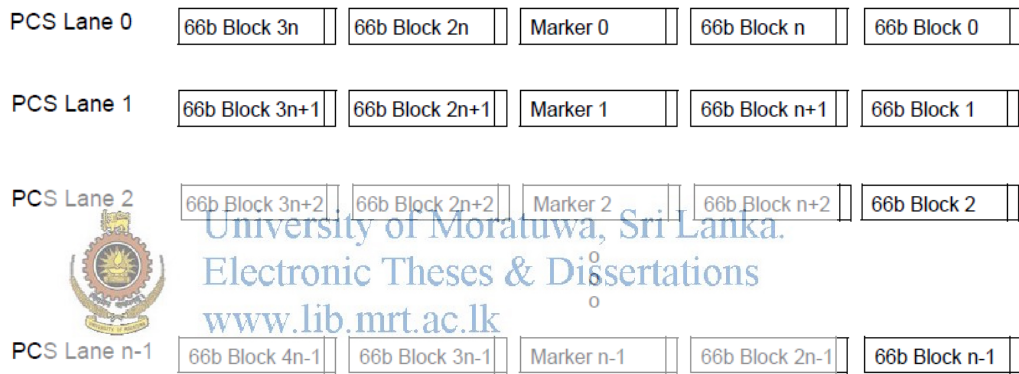 PCS Lane 0 66b Block 3n 66b Block 2n Marker 0 66b Block n 66b Block 0
PCS Lane 1 66b Block 3n+1 66b Block 2n+1 Marker 1 66b Block n+1 66b Block 1
PCS Lane 2 66b Block 3n+2 66b Block 2n+2 Marker 2 66b Block n+2 66b Block 2
University of Moratuwa, Sri Lanka.
Electronic Theses & Dissertations
www.lib.mrt.ac.lk
PCS Lane n-1 66b Block 4n-1 66b Block 3n-1 Marker n-1 66b Block 2n-1 66b Block n-1